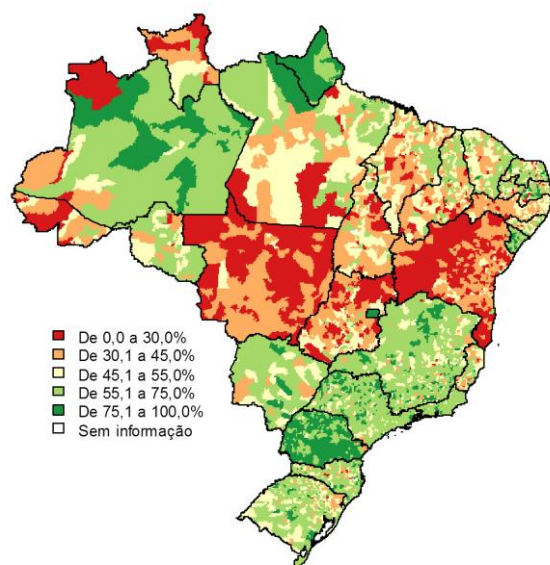 De 0,0 a 30,0%
De 30,1 a 45,0%
De 45,1 a 55,0%
De 55,1 a 75,0%
De 75,1 a 100,0%
Sem informação